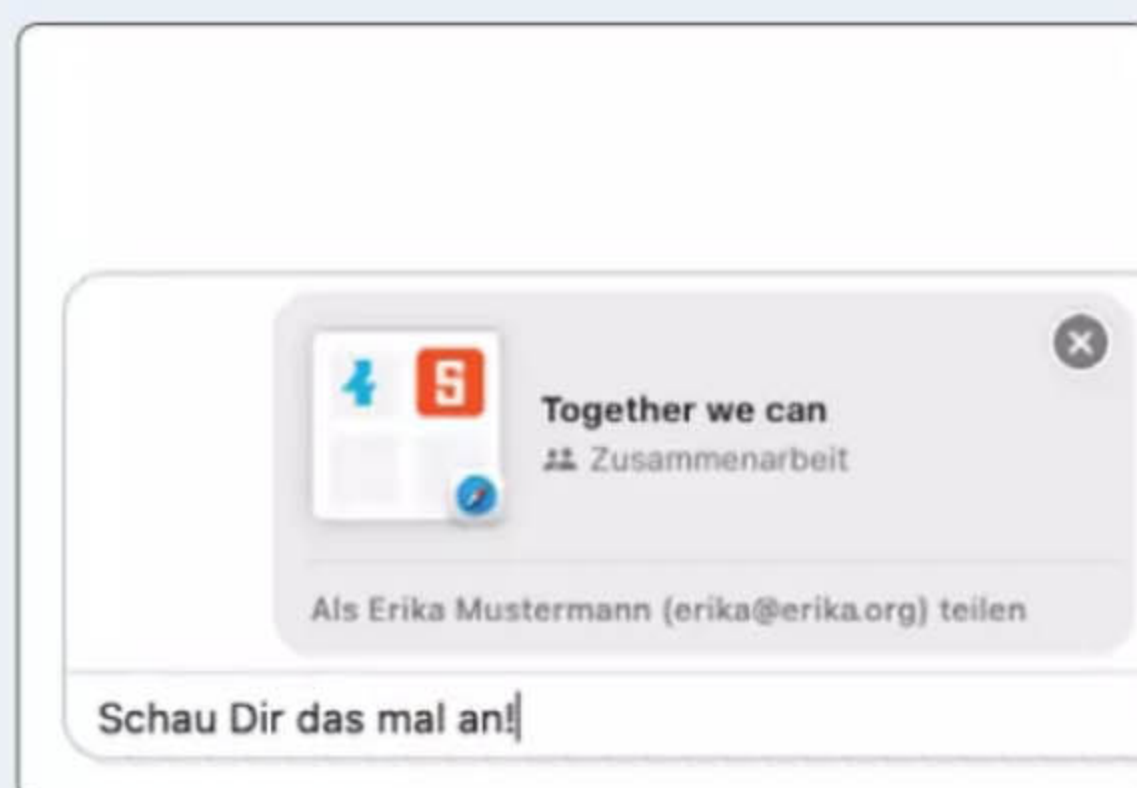 S
Together we can
Zusammenarbeit
Als Erika Mustermann (erika@erika.org) teilen
Schau Dir das mal an!